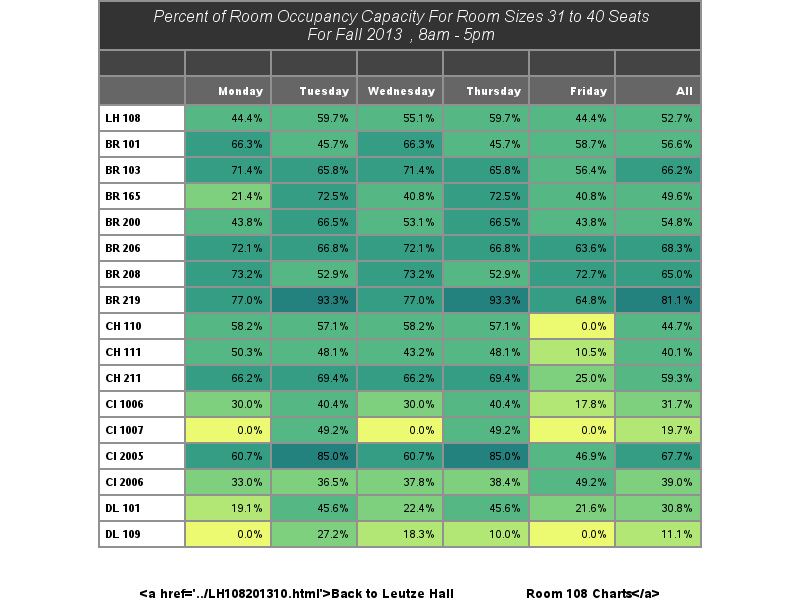 Percent of Room Occupancy Capacity For Room Sizes 31 to 40 Seats
For Fall 2013 , 8am - 5pm
Monday Tuesday Wednesday Thursday Friday All
LH 108 44.4% 59.7% 55.1% 59.7% 44.4% 52.7%
BR 101 66.3% 45.7% 66.3% 45.7% 58.7% 56.6%
BR 103 71.4% 65.8% 71.4% 65.8% 56.4% 66.2%
BR 165 21.4% 72.5% 40.8% 72.5% 40.8% 49.6%
BR 200 43.8% 66.5% 53.1% 66.5% 43.8% 54.8%
BR 206 72.1% 66.8% 72.1% 66.8% 63.6% 68.3%
BR 208 73.2% 52.9% 73.2% 52.9% 72.7% 65.0%
BR 219 77.0% 93.3% 77.0% 93.3% 64.8% 81.1%
CH 110 58.2% 57.1% 58.2% 57.1% 0.0% 44.7%
CH 111 50.3% 48.1% 43.2% 48.1% 10.5% 40.1%
CH 211 66.2% 69.4% 66.2% 69.4% 25.0% 59.3%
CI 1006 30.0% 40.4% 30.0% 40.4% 17.8% 31.7%
CI 1007 0.0% 49.2% 0.0% 49.2% 0.0% 19.7%
CI 2005 60.7% 85.0% 60.7% 85.0% 46.9% 67.7%
CI 2006 33.0% 36.5% 37.8% 38.4% 49.2% 39.0%
DL 101 19.1% 45.6% 22.4% 45.6% 21.6% 30.8%
DL 109 0.0% 27.2% 18.3% 10.0% 0.0% 11.1%
<a href='../LH108201310.html'>Back to Leutze Hall Room 108 Charts</a>